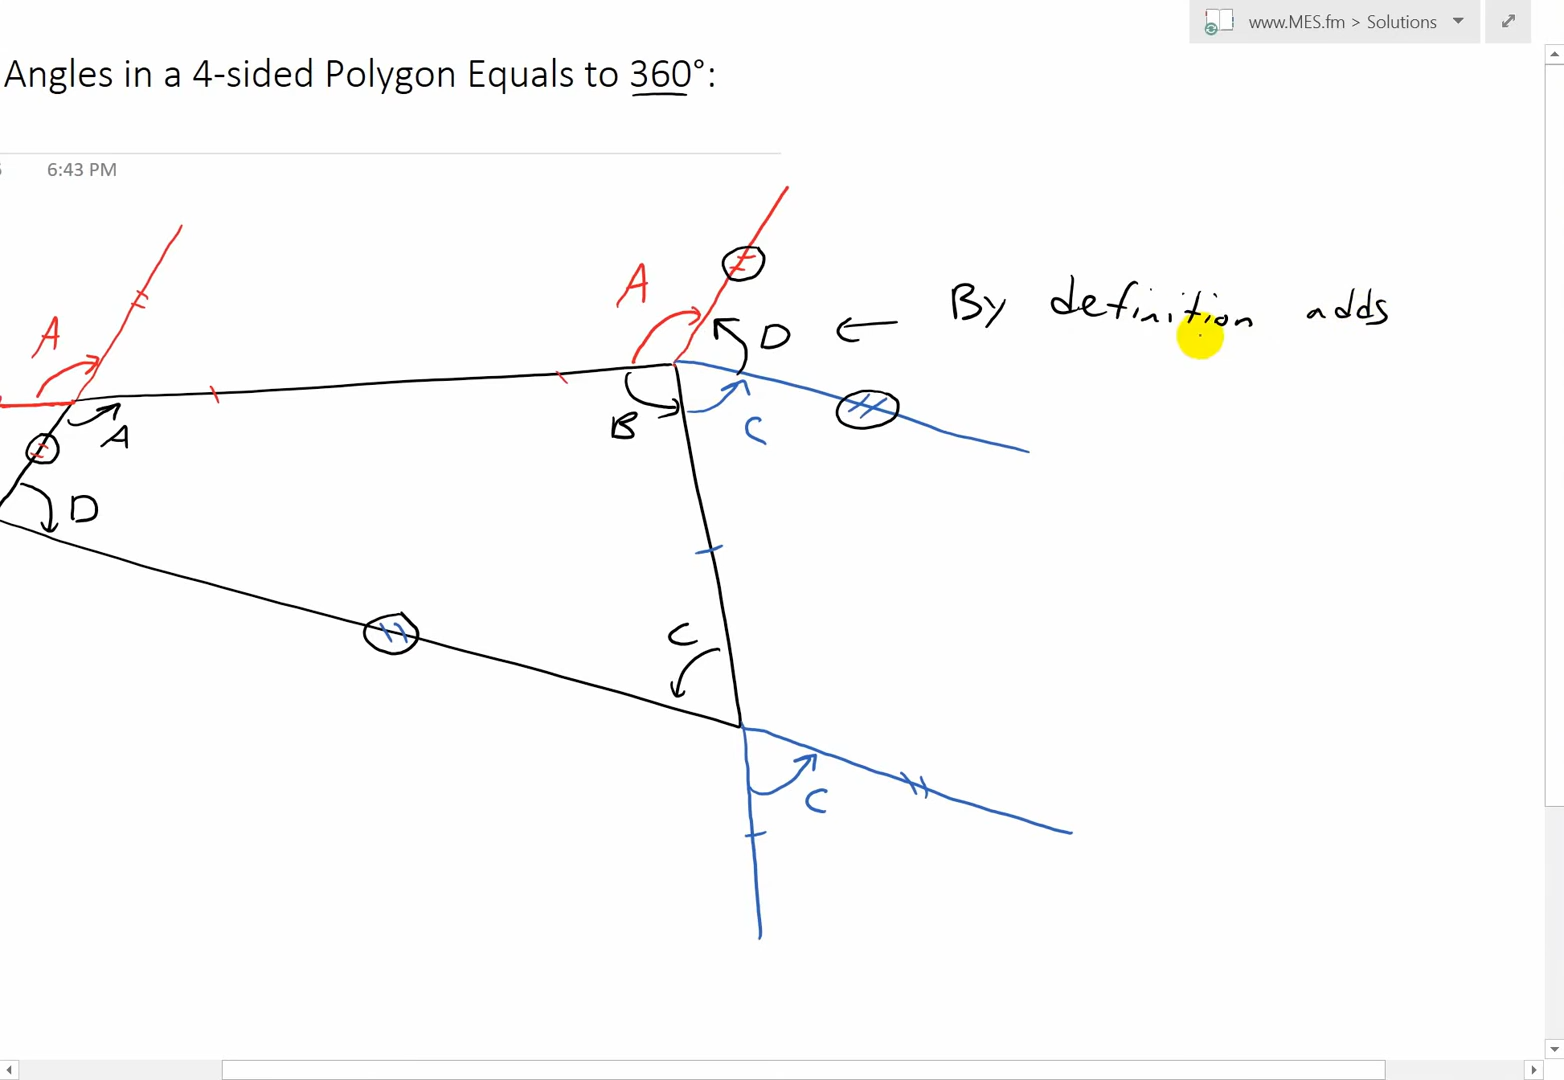 www.MES.fm > Solutions
Angles in a 4-sided Polygon Equals to 360°:
6:43 PM
A
A
D
A
B
C
D
By definition adds
C
C